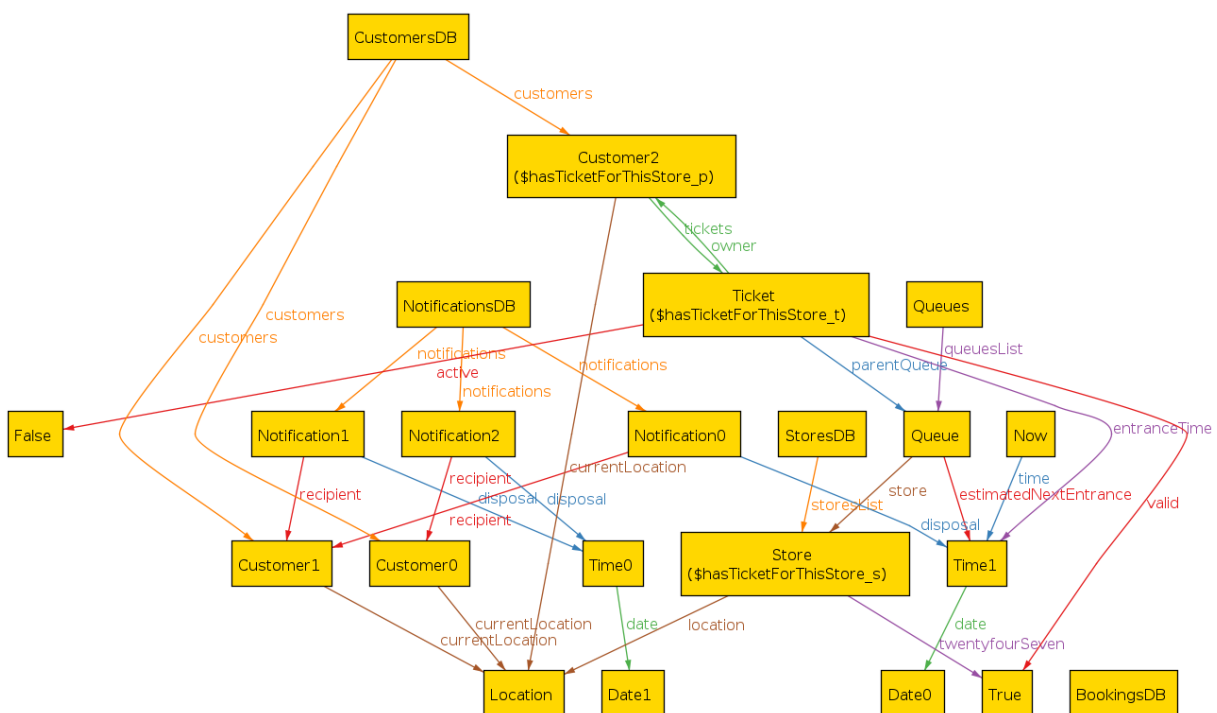 CustomersDB
customers
Customer2
($hasTicketForThisStore_p)
tickets
owner
Ticket
($hasTicketForThisStore_t)
NotificationsDB
Queues
customers
customers
notifications
notifications
queuesList
active
parentQueue
notifications
False
Notification1
Notification2
Notification0
StoresDB
Queue
Now
entranceTime
currentLocation
recipient
recipient
disposal
disposal
store
time
estimatedNextEntrance
storesList
valid
recipient
disposal
Customer1
Customer0
Time0
Store
($hasTicketForThisStore_s)
Time1
currentLocation
currentLocation
date
location
date
twentyfourSeven
Location
Date1
Date0
True
BookingsDB